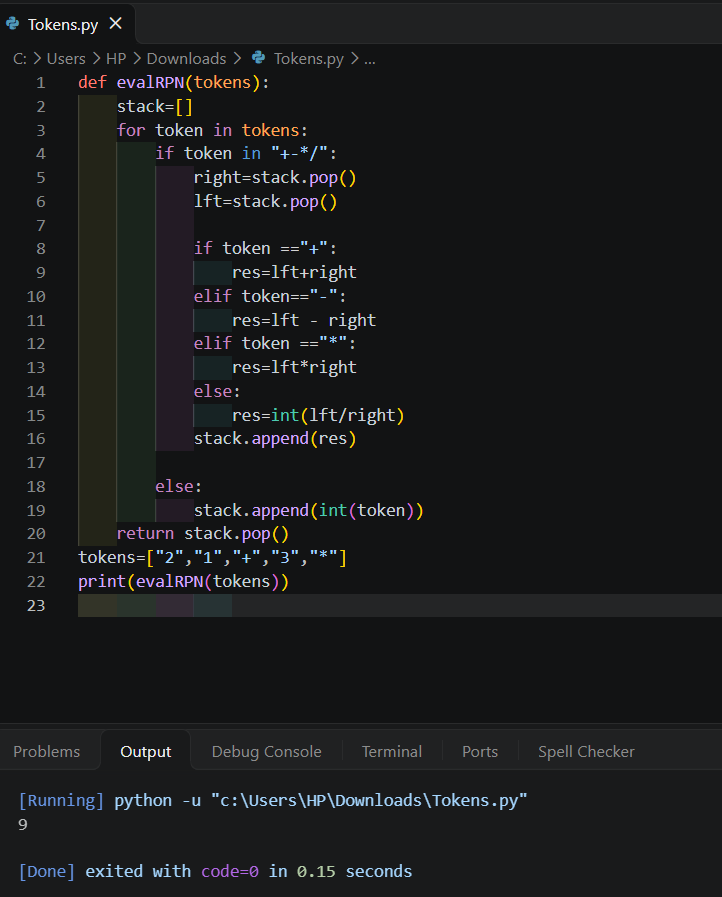 Tokens.py
C: > Users > HP > Downloads > Tokens.py > ...
1 def evalRPN(tokens):
2     stack=[]
3     for token in tokens:
4         if token in "+-*/":
5             right=stack.pop()
6             lft=stack.pop()
7
8             if token =="+":
9                 res=lft+right
10             elif token=="-":
11                 res=lft - right
12             elif token =="*":
13                 res=lft*right
14             else:
15                 res=int(lft/right)
16             stack.append(res)
17
18         else:
19             stack.append(int(token))
20     return stack.pop()
21 tokens=["2","1","+","3","*"]
22 print(evalRPN(tokens))
23
Problems Output Debug Console Terminal Ports Spell Checker
[Running] python -u "c:\Users\HP\Downloads\Tokens.py"
9
[Done] exited with code=0 in 0.15 seconds